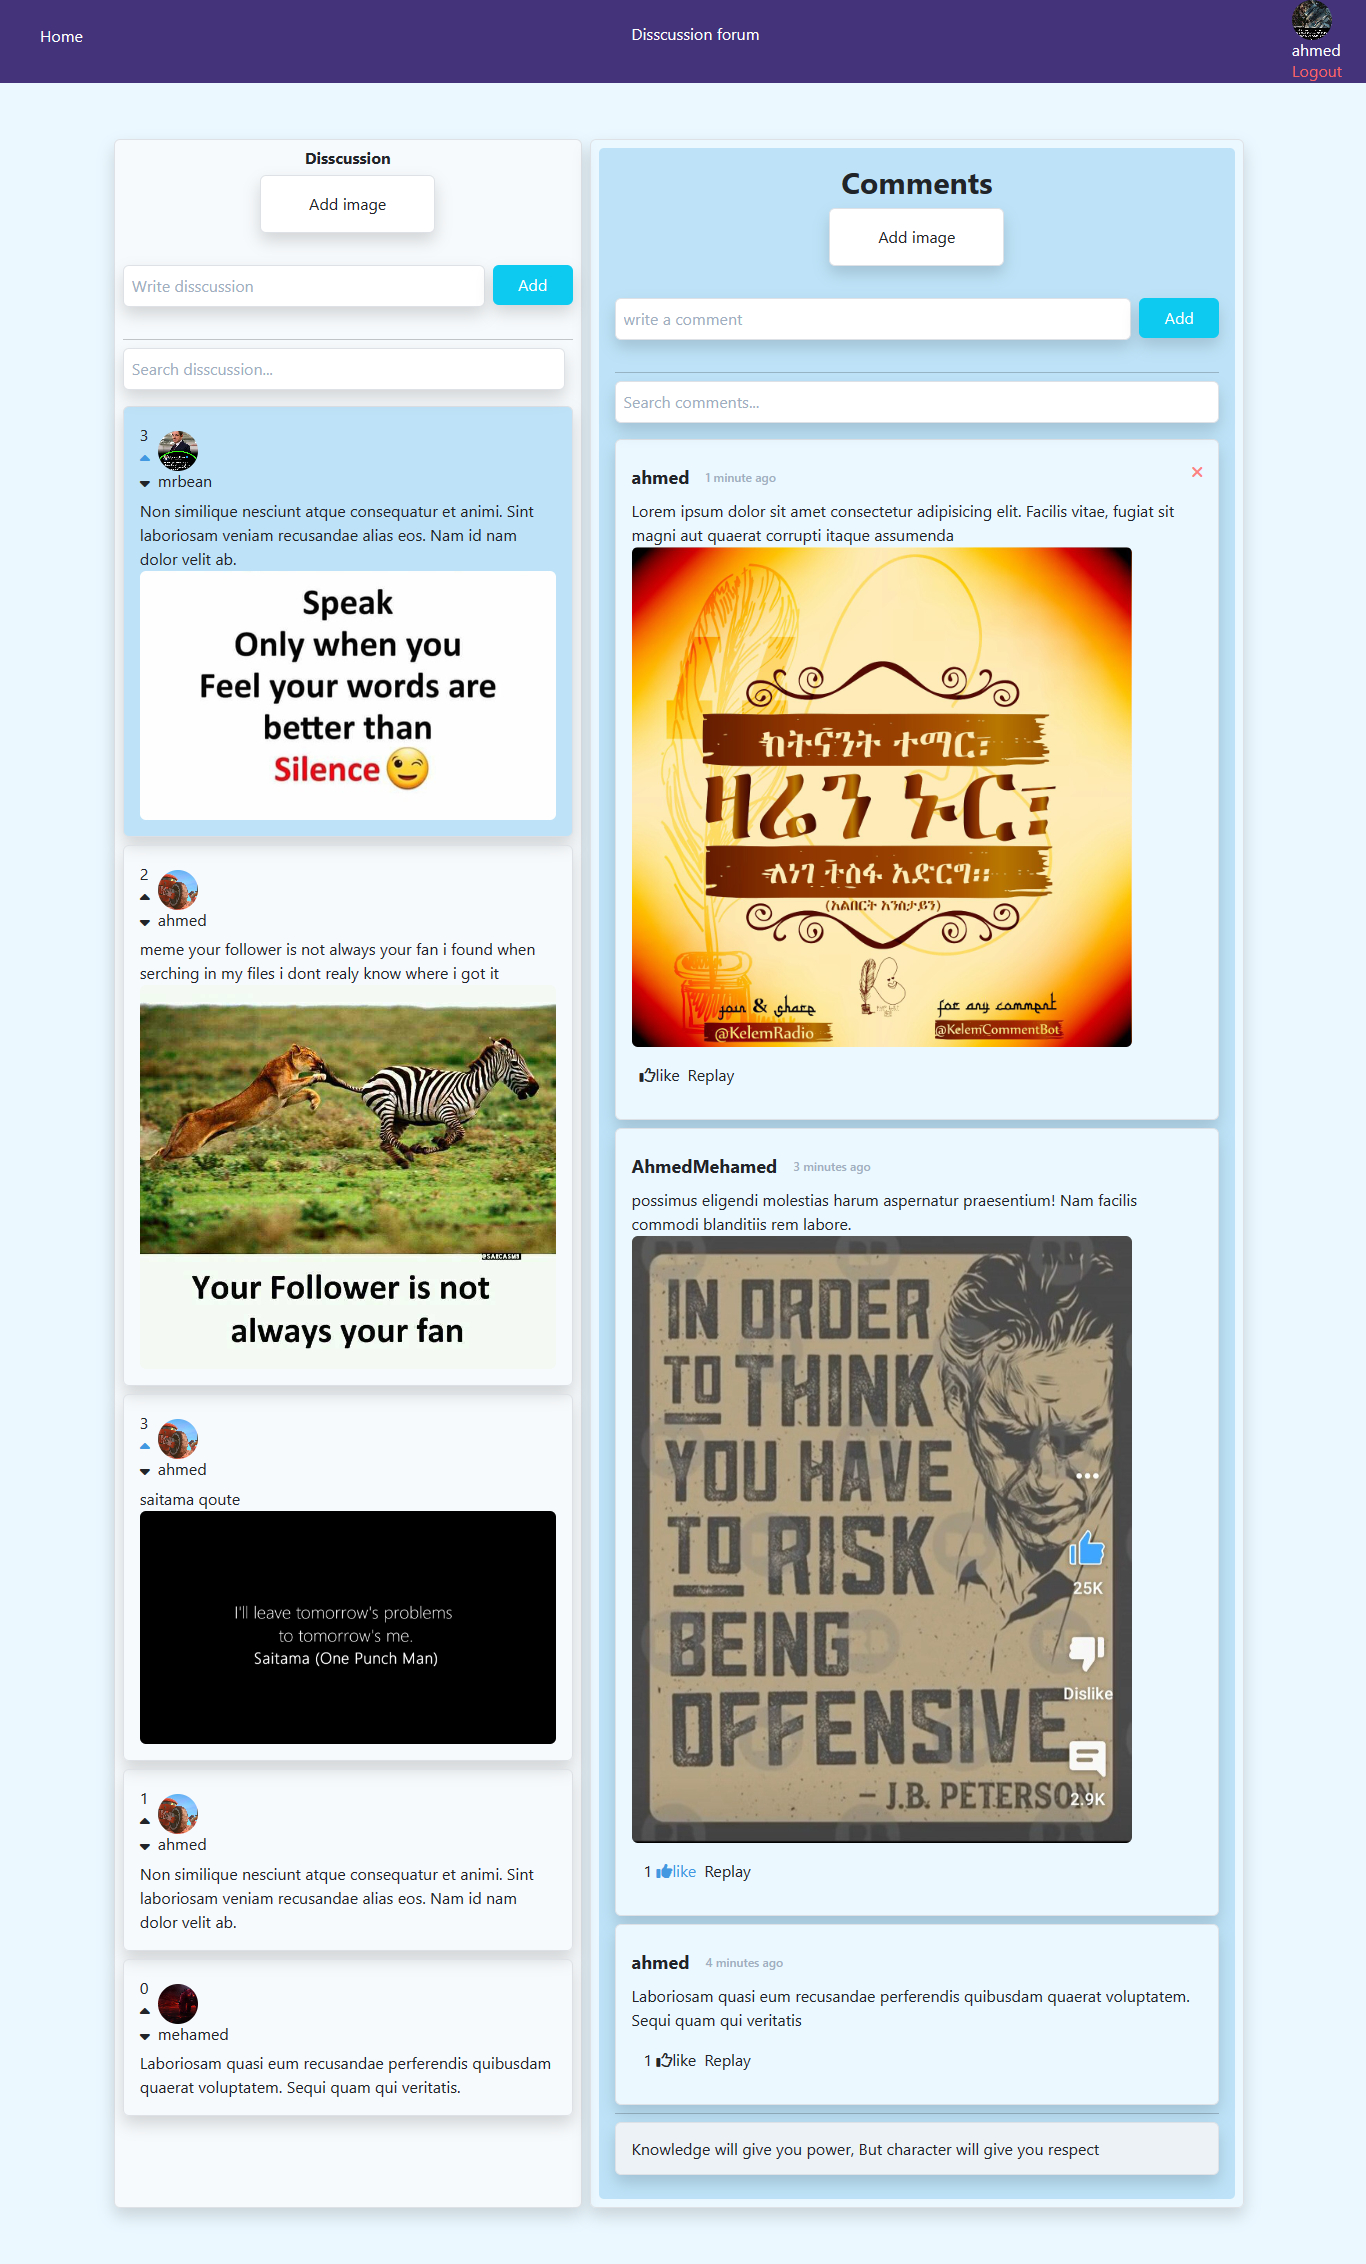 Home
Disscussion forum
ahmed
Logout
Disscussion
Add image
Write disscussion
Add
Search disscussion...
3
mrbean
Non similique nesciunt atque consequatur et animi. Sint
laboriosam veniam recusandae alias eos. Nam id nam
dolor velit ab.
Speak
Only when you
Feel your words are
better than
Silence
2
ahmed
meme your follower is not always your fan i found when
serching in my files i dont realy know where i got it
@SARCASMS
Your Follower is not
always your fan
3
ahmed
saitama qoute
I'll leave tomorrow's problems
to tomorrow's me.
Saitama (One Punch Man)
1
ahmed
Non similique nesciunt atque consequatur et animi. Sint
laboriosam veniam recusandae alias eos. Nam id nam
dolor velit ab.
0
mehamed
Laboriosam quasi eum recusandae perferendis quibusdam
quaerat voluptatem. Sequi quam qui veritatis.
Comments
Add image
write a comment
Add
Search comments...
ahmed 1 minute ago
Lorem ipsum dolor sit amet consectetur adipisicing elit. Facilis vitae, fugiat sit
magni aut quaerat corrupti itaque assumenda
ከትናንት ተማር፣
ዛሬን ኑር፤
ለነገ ተስፋ አድርግ።
(አልበርት አንስታይን)
join & share
@KelemRadio
for any comment
@KelemCommentBot
like Replay
AhmedMehamed 3 minutes ago
possimus eligendi molestias harum aspernatur praesentium! Nam facilis
commodi blanditiis rem labore.
IN ORDER
TO THINK
YOU HAVE
TO RISK
BEING
OFFENSIVE
– J.B. PETERSON
25K
Dislike
2.9K
1 like Replay
ahmed 4 minutes ago
Laboriosam quasi eum recusandae perferendis quibusdam quaerat voluptatem.
Sequi quam qui veritatis
1 like Replay
Knowledge will give you power, But character will give you respect